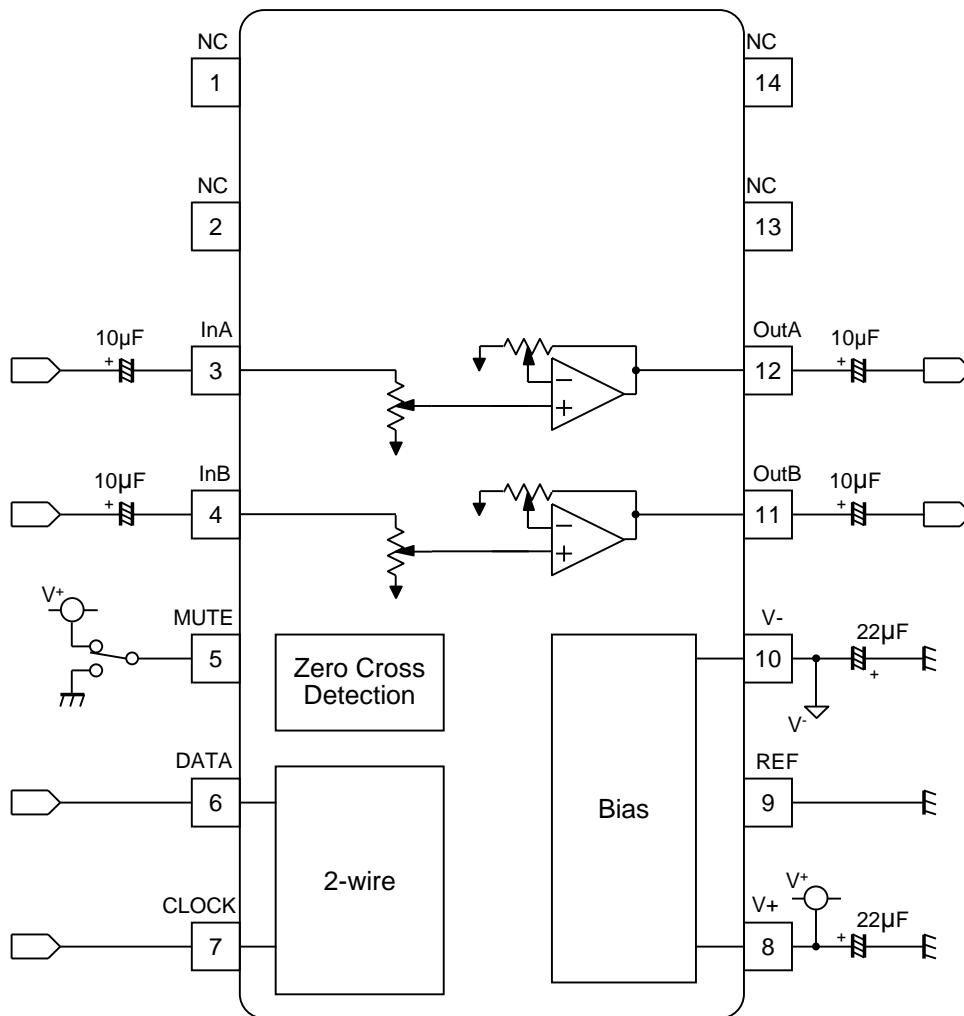 NC
1
NC
14
NC
2
NC
13
10µF
+
InA
3
−
+
OutA
12
10µF
+
10µF
+
InB
4
−
+
OutB
11
10µF
+
V+
MUTE
5
Zero Cross
Detection
V-
10
22µF
+
V-
DATA
6
REF
9
2-wire
Bias
CLOCK
7
V+
8
V+
22µF
+